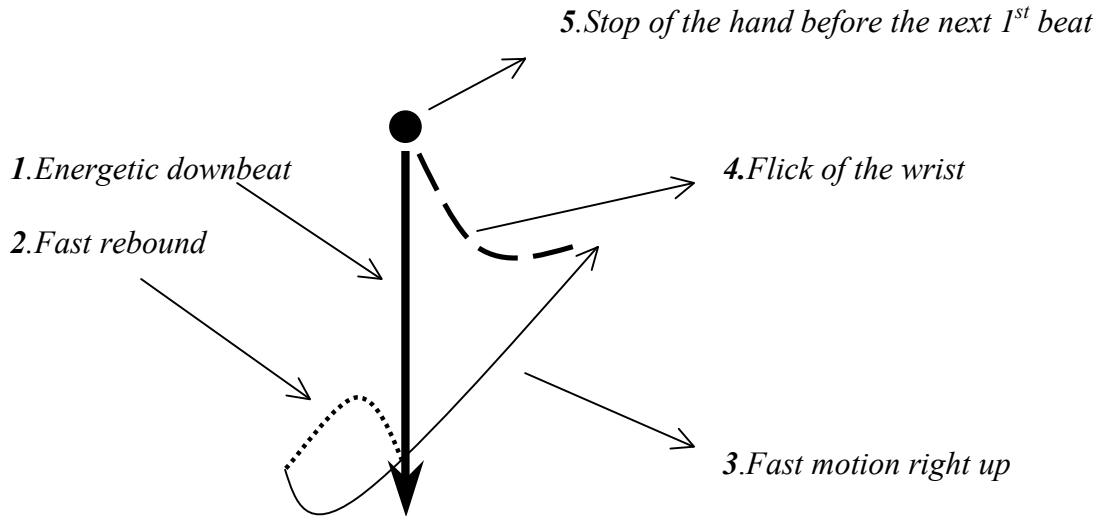 5.Stop of the hand before the next 1st beat
1.Energetic downbeat
4.Flick of the wrist
2.Fast rebound
3.Fast motion right up